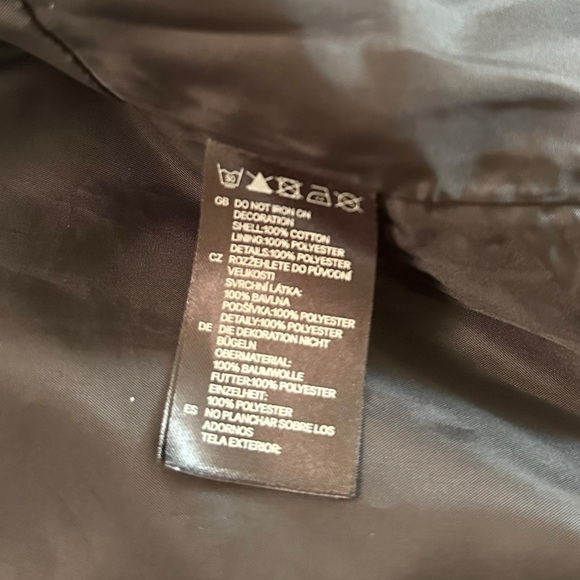 30
GB DO NOT IRON ON
DECORATION
SHELL:100% COTTON
LINING:100% POLYESTER
DETAILS:100% POLYESTER
CZ ROZŽEHLETE DO PŮVODNÍ
VELIKOSTI
SVRCHNÍ LÁTKA:
100% BAVLNA
PODŠÍVKA:100% POLYESTER
DETAILY:100% POLYESTER
DE DIE DEKORATION NICHT
BÜGELN
OBERMATERIAL:
100% BAUMWOLLE
FUTTER:100% POLYESTER
EINZELHEIT:
100% POLYESTER
ES NO PLANCHAR SOBRE LOS
ADORNOS
TELA EXTERIOR: